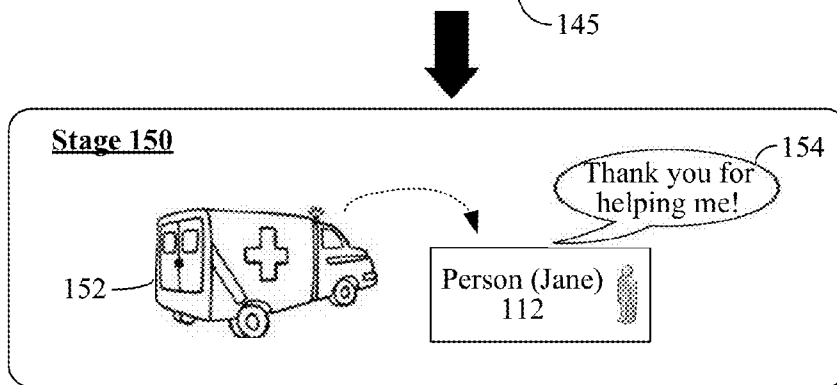 145
Stage 150
154
Thank you for
helping me!
152
Person (Jane)
112